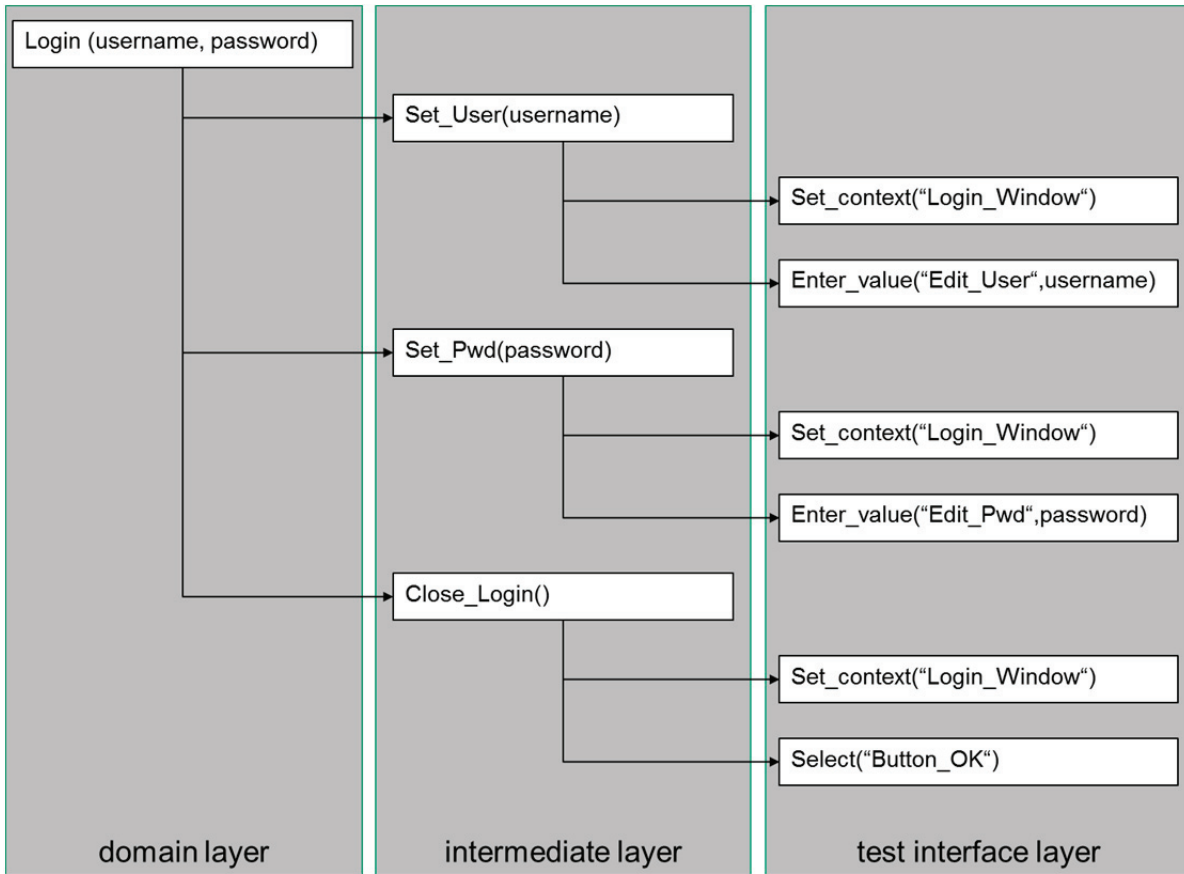 Login (username, password)
Set_User(username)
Set_context(“Login_Window“)
Enter_value(“Edit_User“,username)
Set_Pwd(password)
Set_context(“Login_Window“)
Enter_value(“Edit_Pwd“,password)
Close_Login()
Set_context(“Login_Window“)
Select(“Button_OK“)
domain layer
intermediate layer
test interface layer